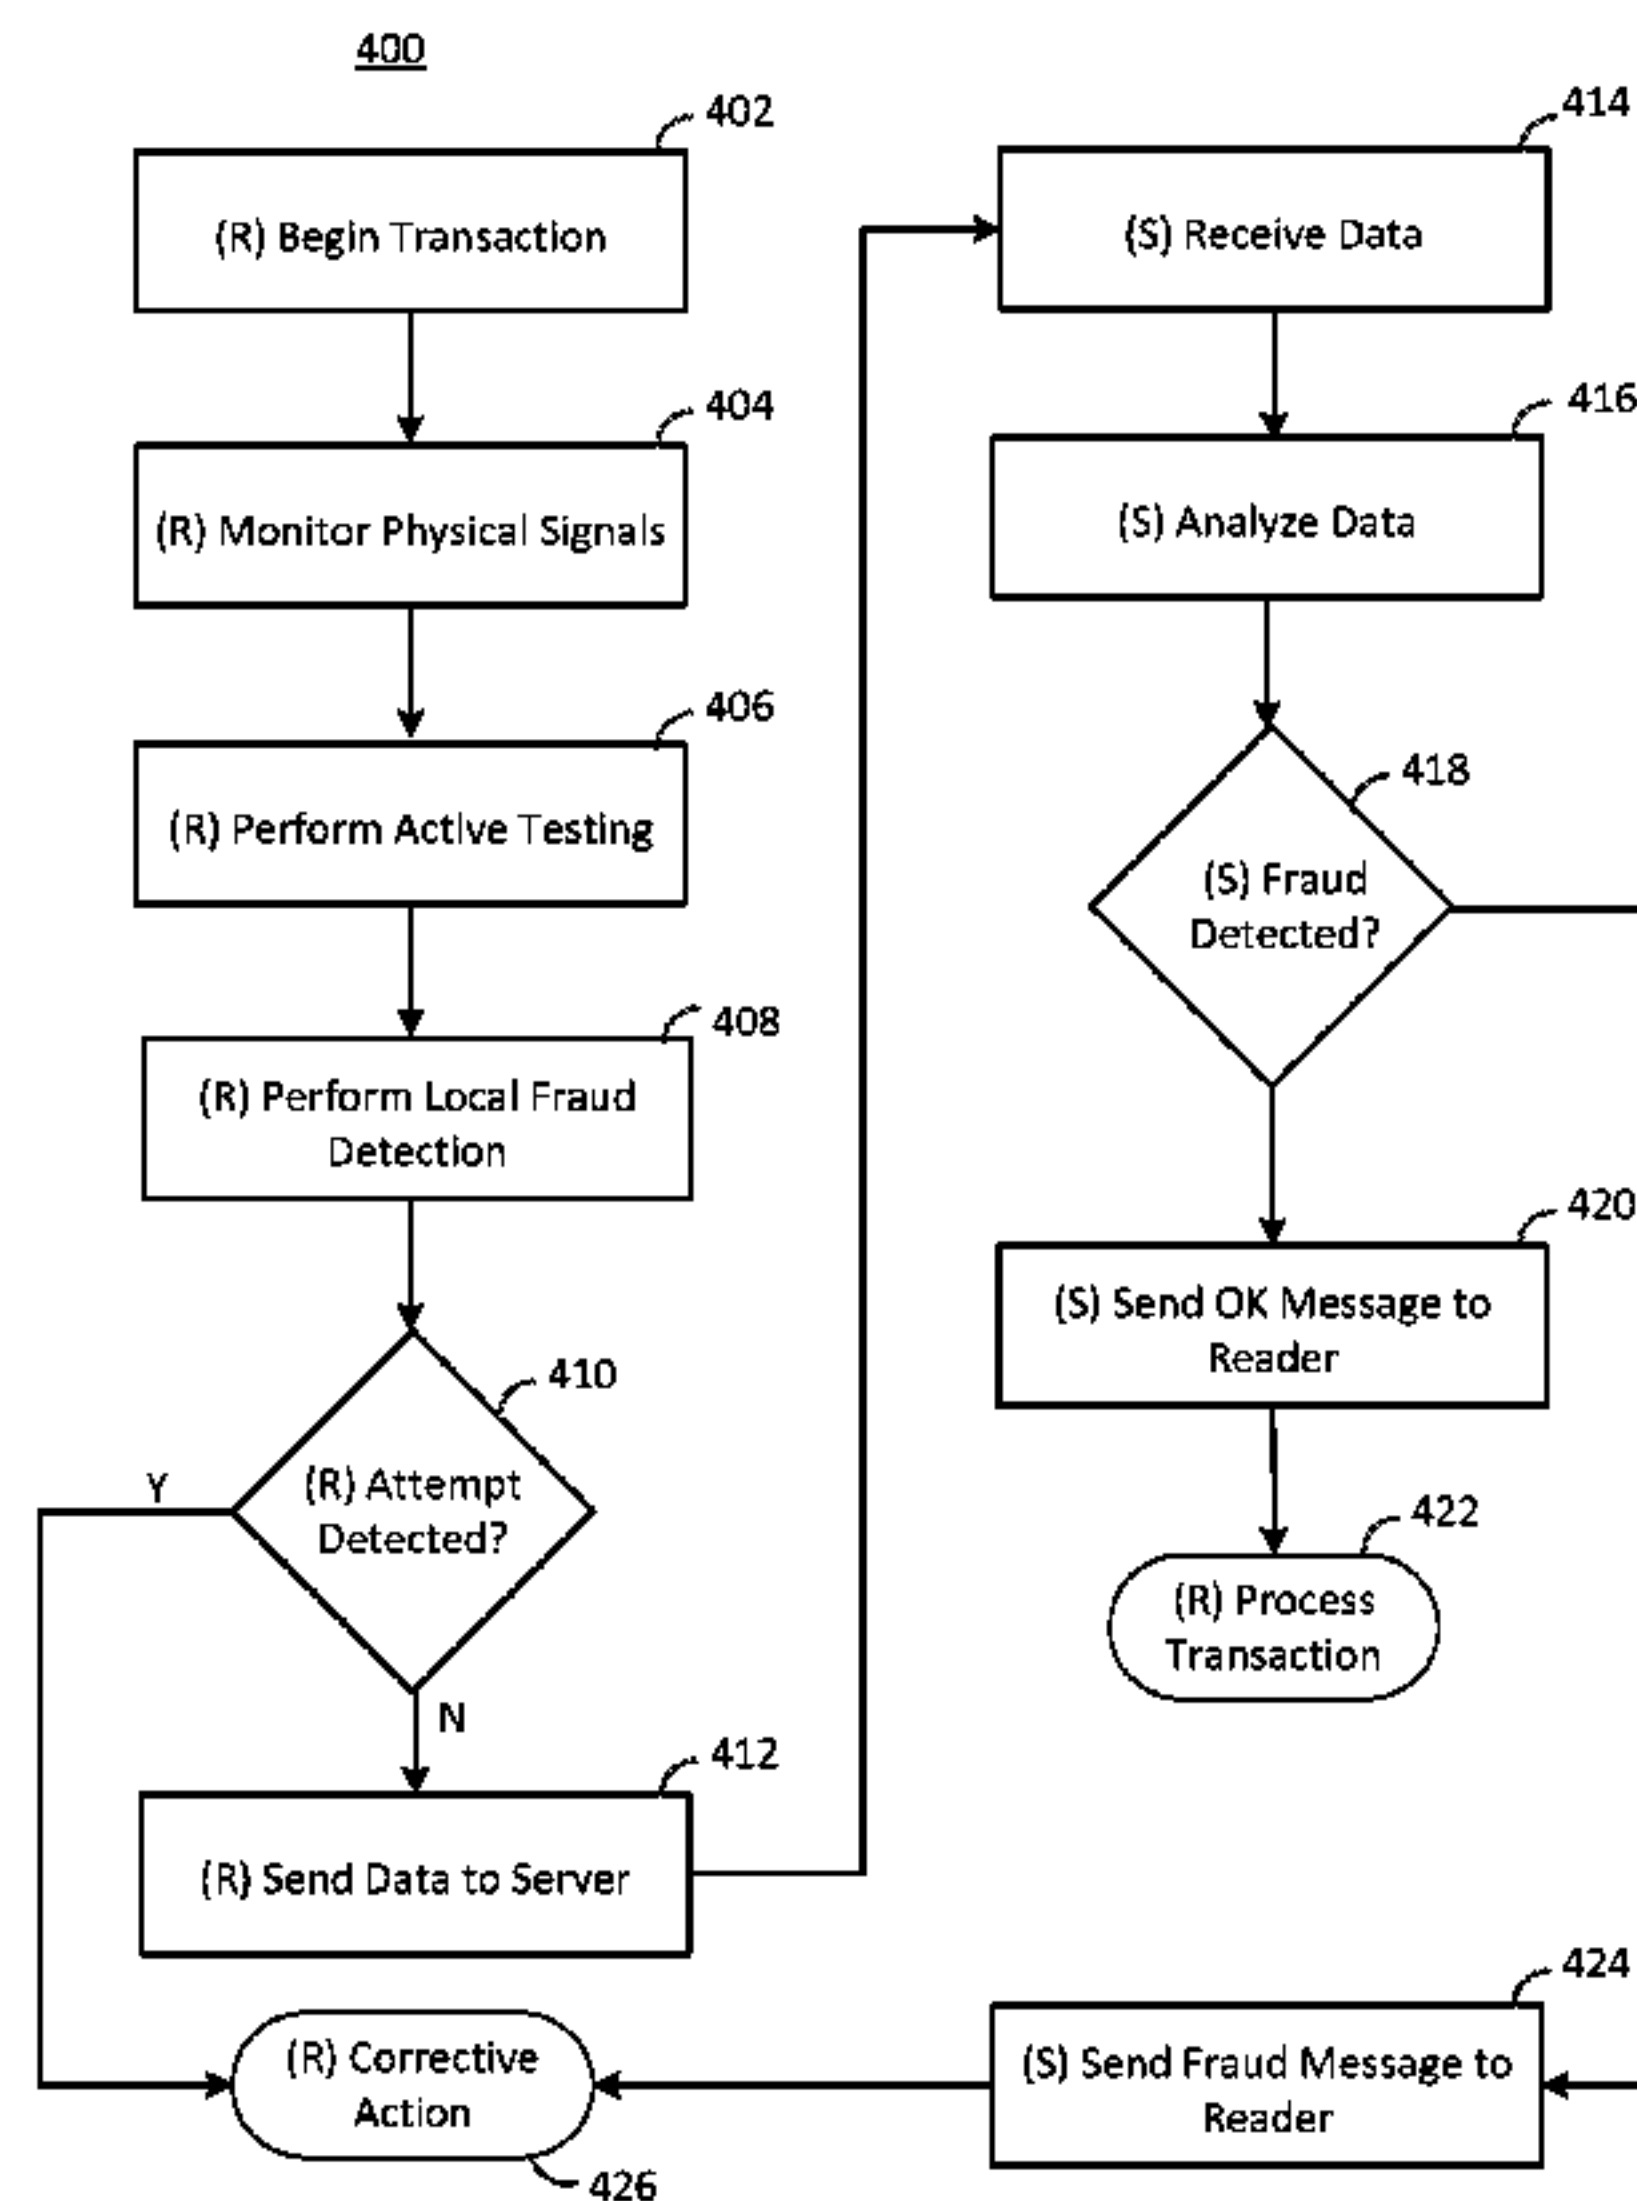 400
402
(R) Begin Transaction
404
(R) Monitor Physical Signals
406
(R) Perform Active Testing
408
(R) Perform Local Fraud
Detection
410
(R) Attempt
Detected?
Y
N
412
(R) Send Data to Server
(R) Corrective
Action
426
414
(S) Receive Data
416
(S) Analyze Data
418
(S) Fraud
Detected?
420
(S) Send OK Message to
Reader
422
(R) Process
Transaction
424
(S) Send Fraud Message to
Reader